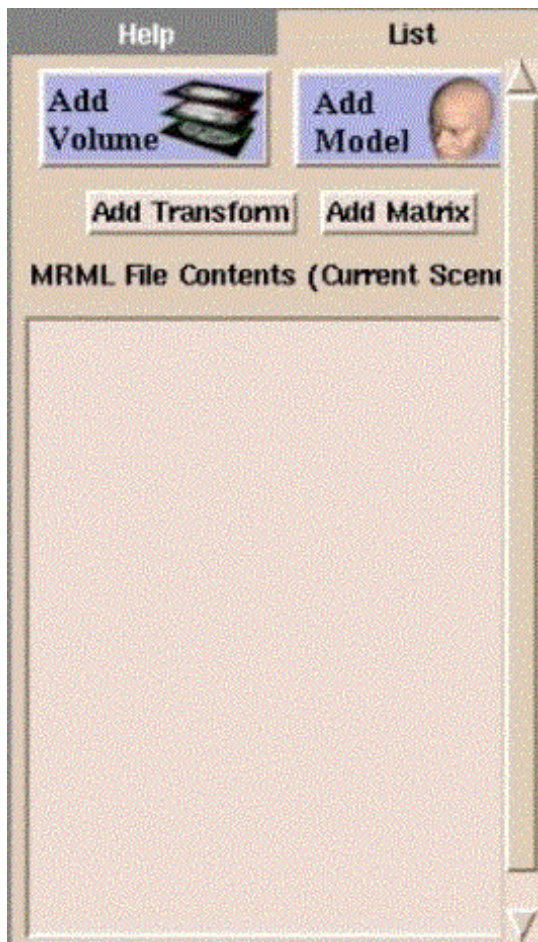 Help List
Add Volume
Add Model
Add Transform Add Matrix
MRML File Contents (Current Scen